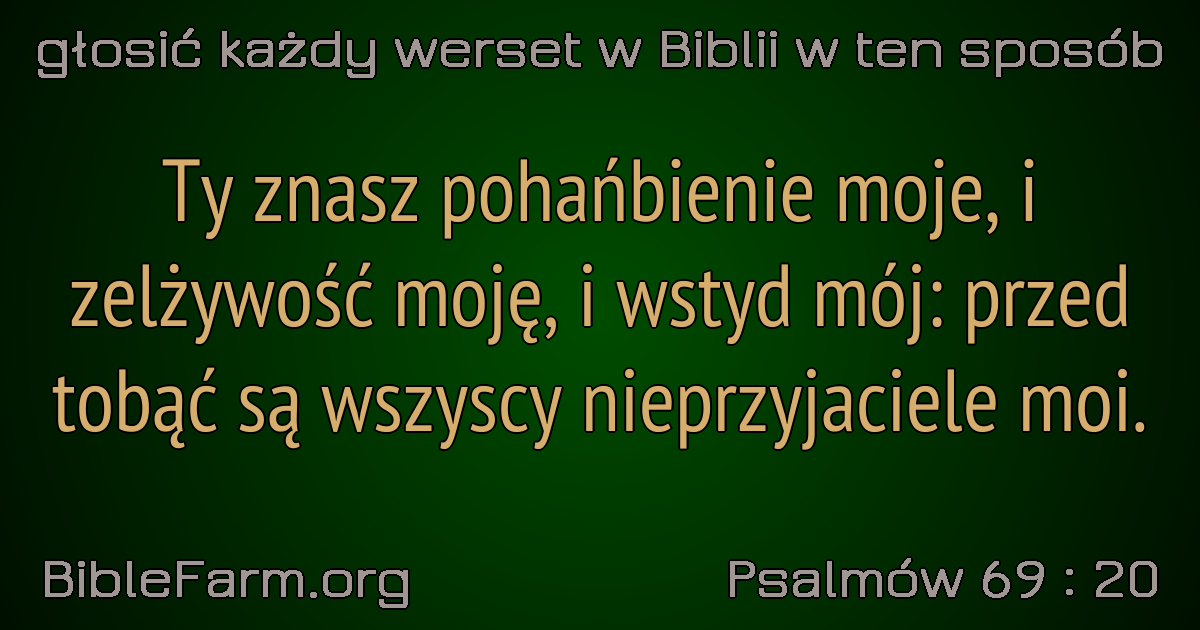 głosić każdy werset w Biblii w ten sposób
Ty znasz pohańbienie moje, i
zelżywość moję, i wstyd mój: przed
tobąć są wszyscy nieprzyjaciele moi.
BibleFarm.org
Psalmów 69 : 20